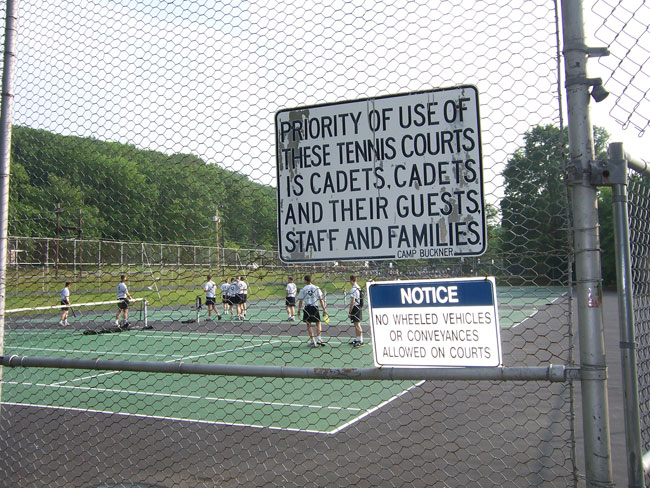 PRIORITY OF USE OF
THESE TENNIS COURTS
IS CADETS, CADETS
AND THEIR GUESTS,
STAFF AND FAMILIES
CAMP BUCKNER
NOTICE
NO WHEELED VEHICLES
OR CONVEYANCES
ALLOWED ON COURTS